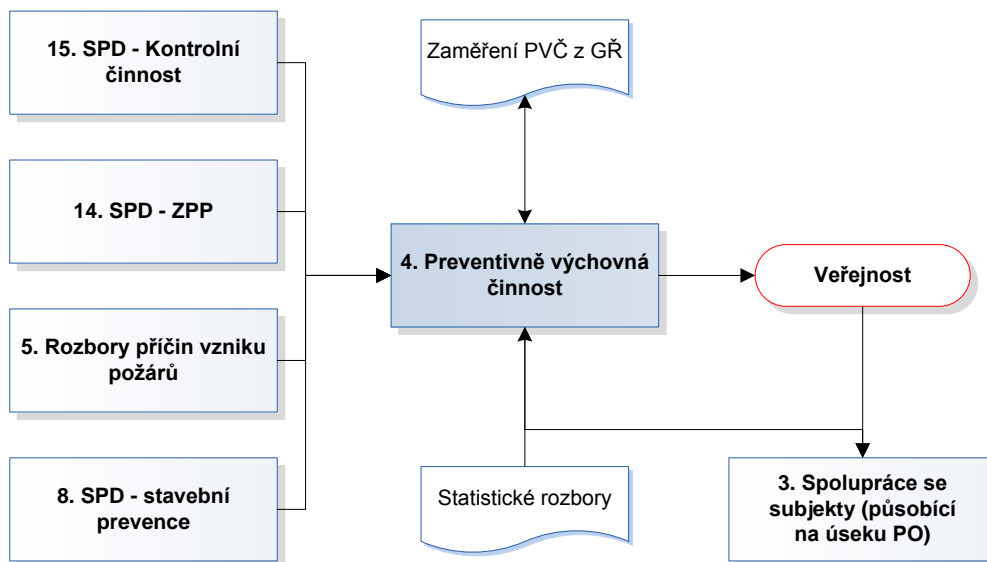 15. SPD - Kontrolní
činnost
Zaměření PVČ z GŘ
14. SPD - ZPP
4. Preventivně výchovná
činnost
Veřejnost
5. Rozbory příčin vzniku
požárů
8. SPD - stavební
prevence
Statistické rozbory
3. Spolupráce se
subjekty (působící
na úseku PO)